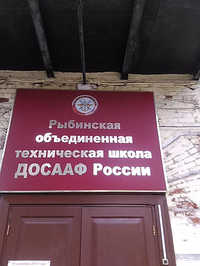 Рыбинская
объединенная
техническая школа
ДОСААФ России